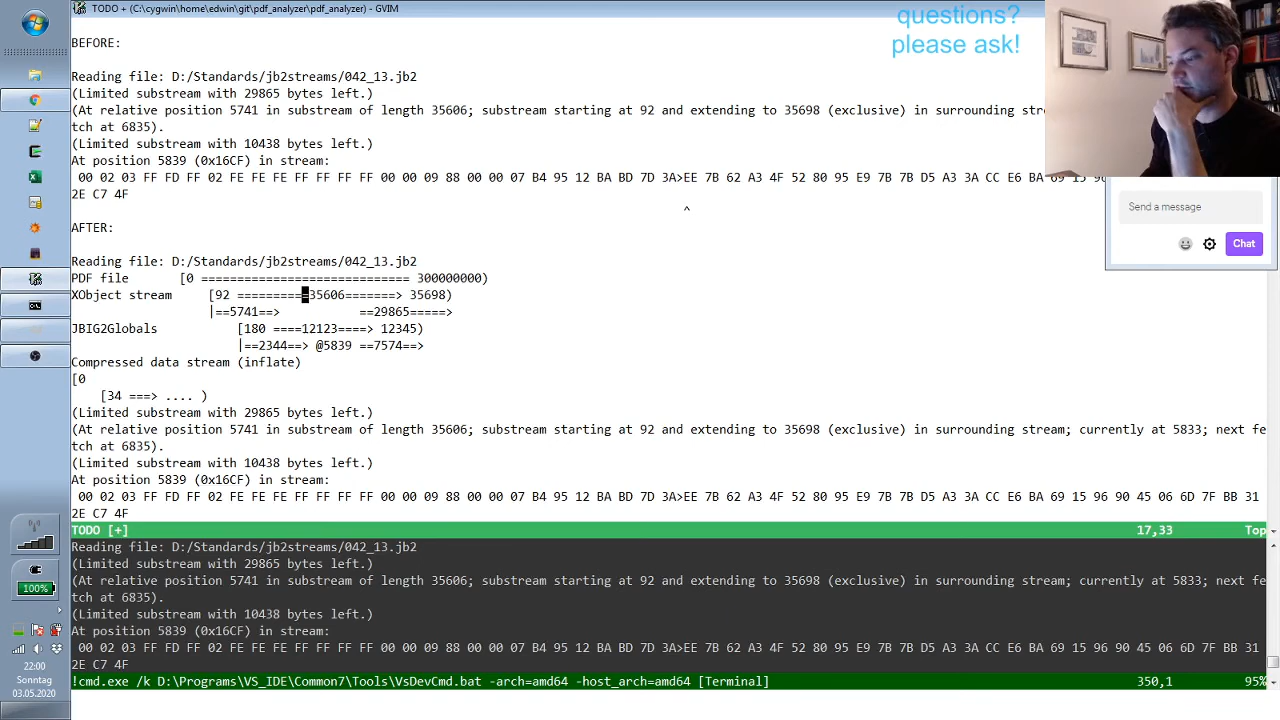 TODO + (C:\cygwin\home\edwin\git\pdf_analyzer\pdf_analyzer) - GVIM
questions?
please ask!
BEFORE:
Reading file: D:/Standards/jb2streams/042_13.jb2
(Limited substream with 29865 bytes left.)
(At relative position 5741 in substream of length 35606; substream starting at 92 and extending to 35698 (exclusive) in surrounding
tch at 6835).
(Limited substream with 10438 bytes left.)
At position 5839 (0x16CF) in stream:
00 02 03 FF FD FF 02 FE FE FE FF FF FF FF 00 00 09 88 00 00 07 B4 95 12 BA BD 7D 3A>EE 7B 62 A3 4F 52 80 95 E9 7B 7B D5 A3 3A CC E6 BA 69 15
2E C7 4F
^
Send a message
Chat
AFTER:
Reading file: D:/Standards/jb2streams/042_13.jb2
PDF file [0 ============================= 300000000)
XObject stream [92 ==========35606=======> 35698)
|==5741==> ==29865=====>
JBIG2Globals [180 ====12123====> 12345)
|==2344==> @5839 ==7574==>
Compressed data stream (inflate)
[0
[34 ===> .... )
(Limited substream with 29865 bytes left.)
(At relative position 5741 in substream of length 35606; substream starting at 92 and extending to 35698 (exclusive) in surrounding stream; currently at 5833; next fe
tch at 6835).
(Limited substream with 10438 bytes left.)
At position 5839 (0x16CF) in stream:
00 02 03 FF FD FF 02 FE FE FE FF FF FF FF 00 00 09 88 00 00 07 B4 95 12 BA BD 7D 3A>EE 7B 62 A3 4F 52 80 95 E9 7B 7B D5 A3 3A CC E6 BA 69 15 96 90 45 06 6D 7F BB 31
2E C7 4F
TODO [+] 17,33 Top
Reading file: D:/Standards/jb2streams/042_13.jb2
(Limited substream with 29865 bytes left.)
(At relative position 5741 in substream of length 35606; substream starting at 92 and extending to 35698 (exclusive) in surrounding stream; currently at 5833; next fe
tch at 6835).
(Limited substream with 10438 bytes left.)
At position 5839 (0x16CF) in stream:
00 02 03 FF FD FF 02 FE FE FE FF FF FF FF 00 00 09 88 00 00 07 B4 95 12 BA BD 7D 3A>EE 7B 62 A3 4F 52 80 95 E9 7B 7B D5 A3 3A CC E6 BA 69 15 96 90 45 06 6D 7F BB 31
2E C7 4F
!cmd.exe /k D:\Programs\VS_IDE\Common7\Tools\VsDevCmd.bat -arch=amd64 -host_arch=amd64 [Terminal] 350,1 95%
100%
22:00
Sonntag
03.05.2020